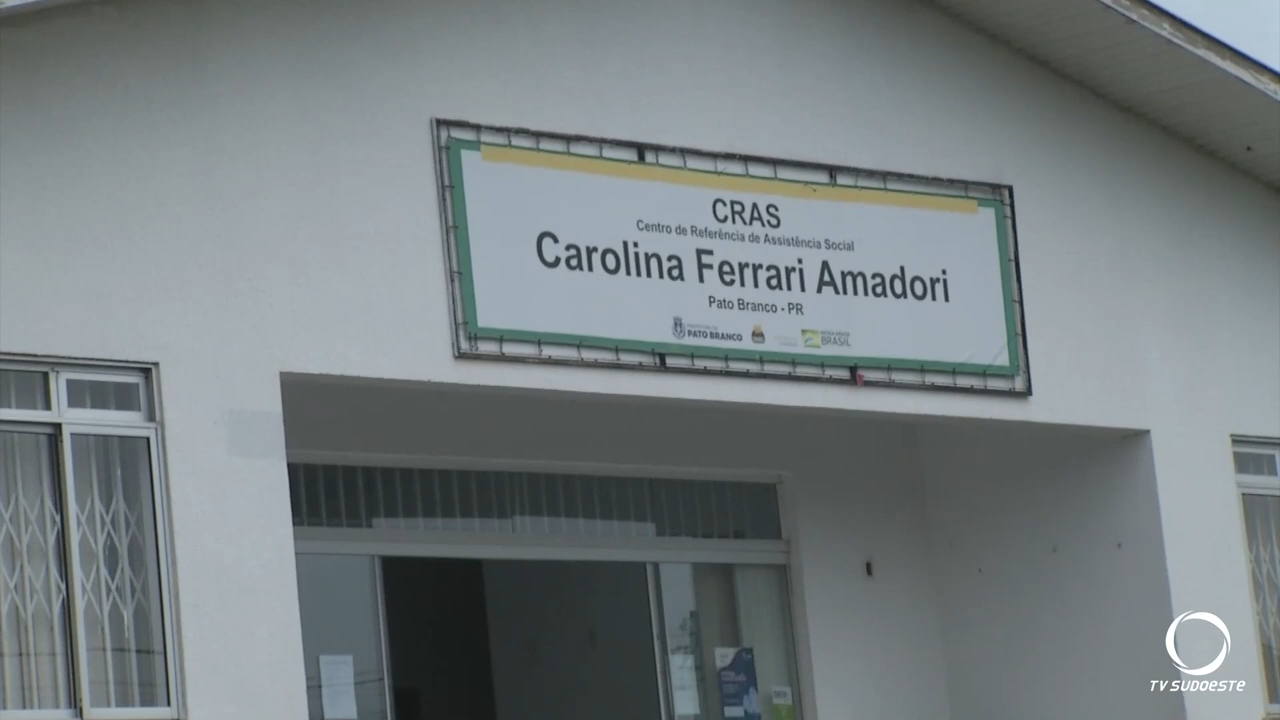 CRAS
Centro de Referência de Assistência Social
Carolina Ferrari Amadori
Pato Branco - PR
PATO BRANCO
BRASIL
TV SUDOESTE